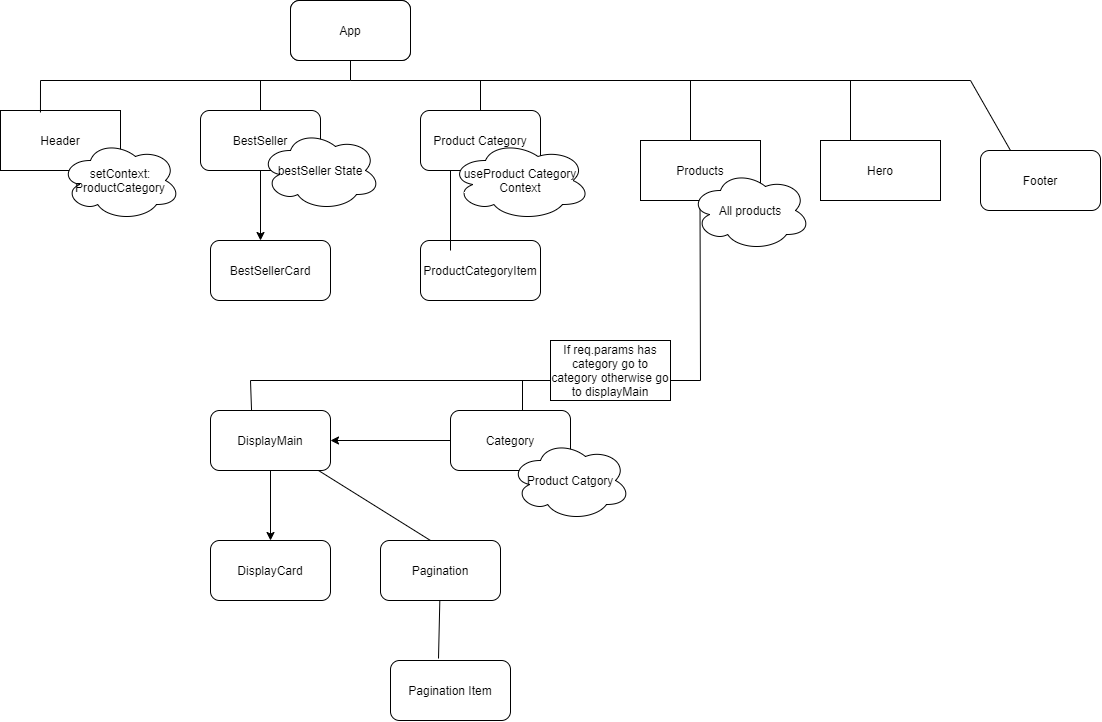 App
Header
setContext:
ProductCategory
BestSeller
bestSeller State
Product Category
useProduct Category
Context
Products
All products
Hero
Footer
BestSellerCard
ProductCategoryItem
If req.params has
category go to
category otherwise go
to displayMain
DisplayMain
Category
Product Catgory
DisplayCard
Pagination
Pagination Item